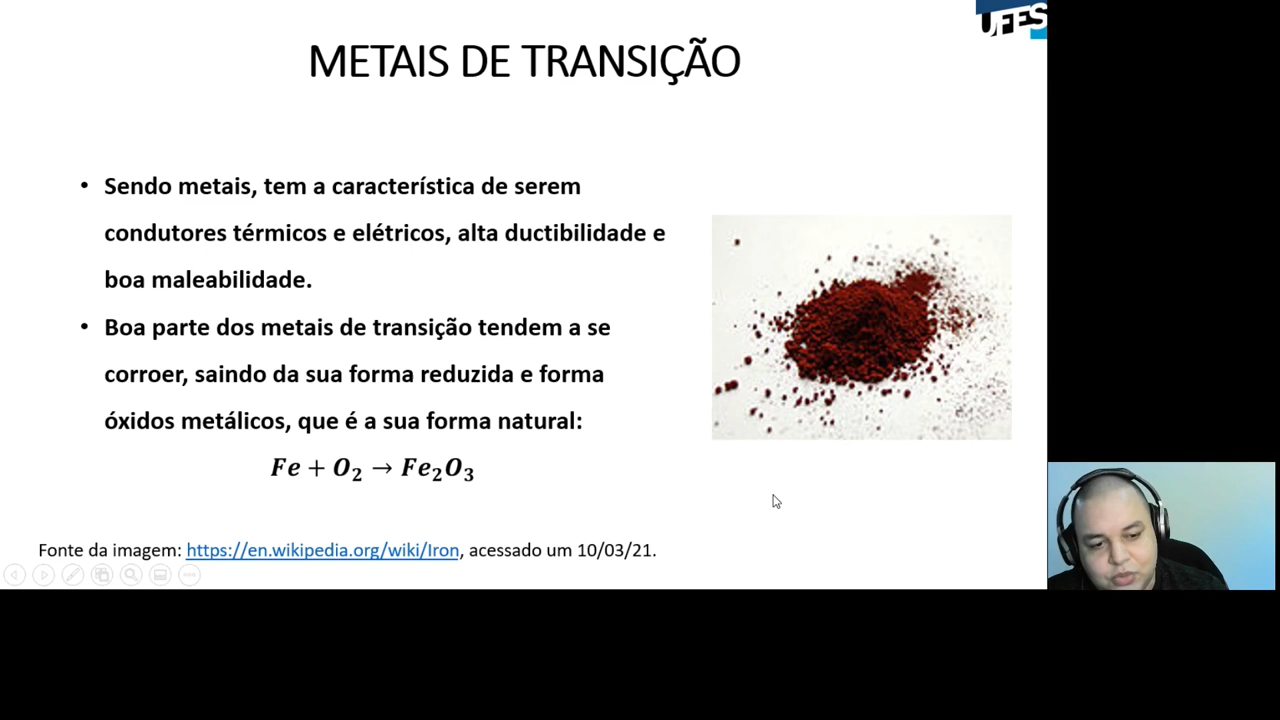 UFES
METAIS DE TRANSIÇÃO
• Sendo metais, tem a característica de serem
condutores térmicos e elétricos, alta ductibilidade e
boa maleabilidade.
• Boa parte dos metais de transição tendem a se
corroer, saindo da sua forma reduzida e forma
óxidos metálicos, que é a sua forma natural:
Fe + O₂ → Fe₂O₃
Fonte da imagem: https://en.wikipedia.org/wiki/Iron, acessado um 10/03/21.